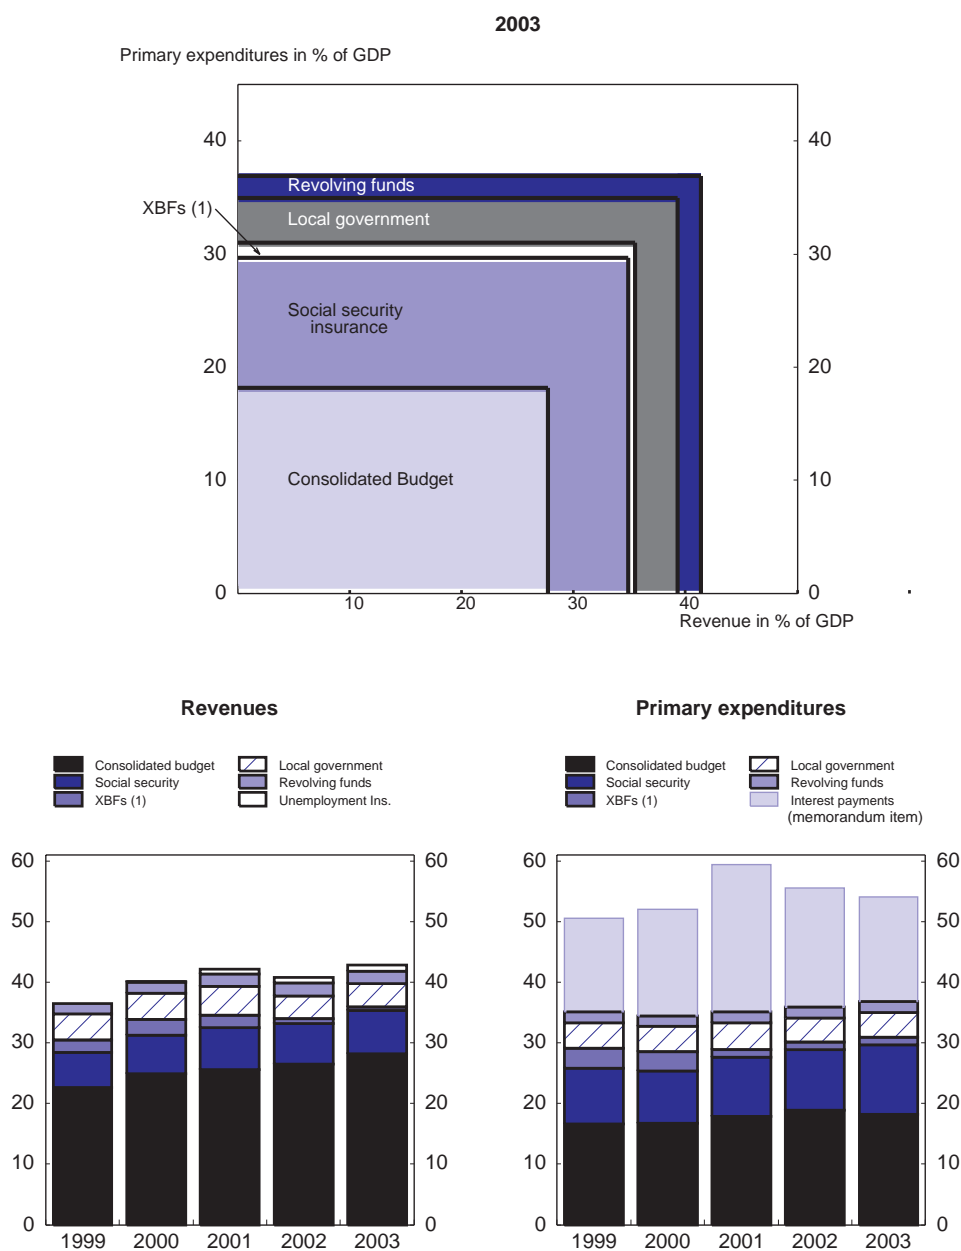 2003
Primary expenditures in % of GDP
40 40
Revolving funds
XBFs (1)
Local government
30 30
Social security
insurance
20 20
Consolidated Budget
10 10
0 0
10 20 30 40
Revenue in % of GDP
Revenues
Consolidated budget Local government
Social security Revolving funds
XBFs (1) Unemployment Ins.
60 60
50 50
40 40
30 30
20 20
10 10
0 0
1999 2000 2001 2002 2003
Primary expenditures
Consolidated budget Local government
Social security Revolving funds
XBFs (1) Interest payments
(memorandum item)
60 60
50 50
40 40
30 30
20 20
10 10
0 0
1999 2000 2001 2002 2003